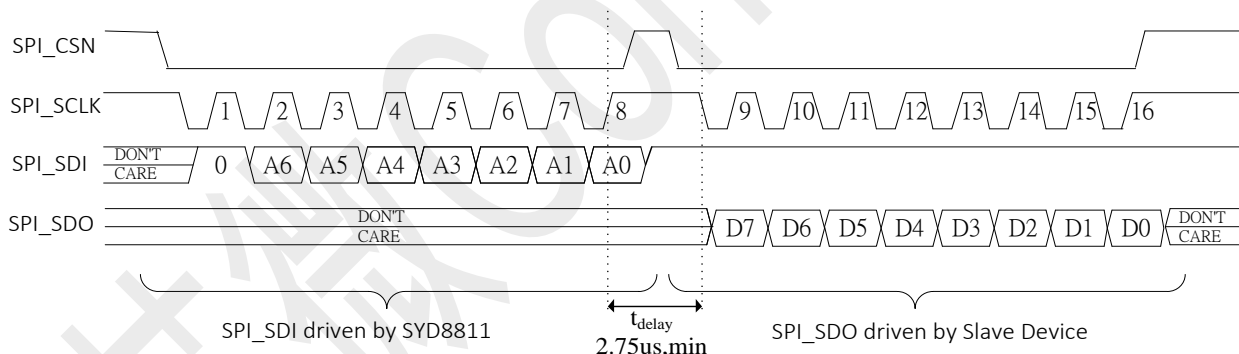 SPI_CSN
SPI_SCLK 1 2 3 4 5 6 7 8 9 10 11 12 13 14 15 16
SPI_SDI DON'T CARE 0 A6 A5 A4 A3 A2 A1 A0
SPI_SDO DON'T CARE D7 D6 D5 D4 D3 D2 D1 D0 DON'T CARE
SPI_SDI driven by SYD8811 tdelay SPI_SDO driven by Slave Device
2.75us,min